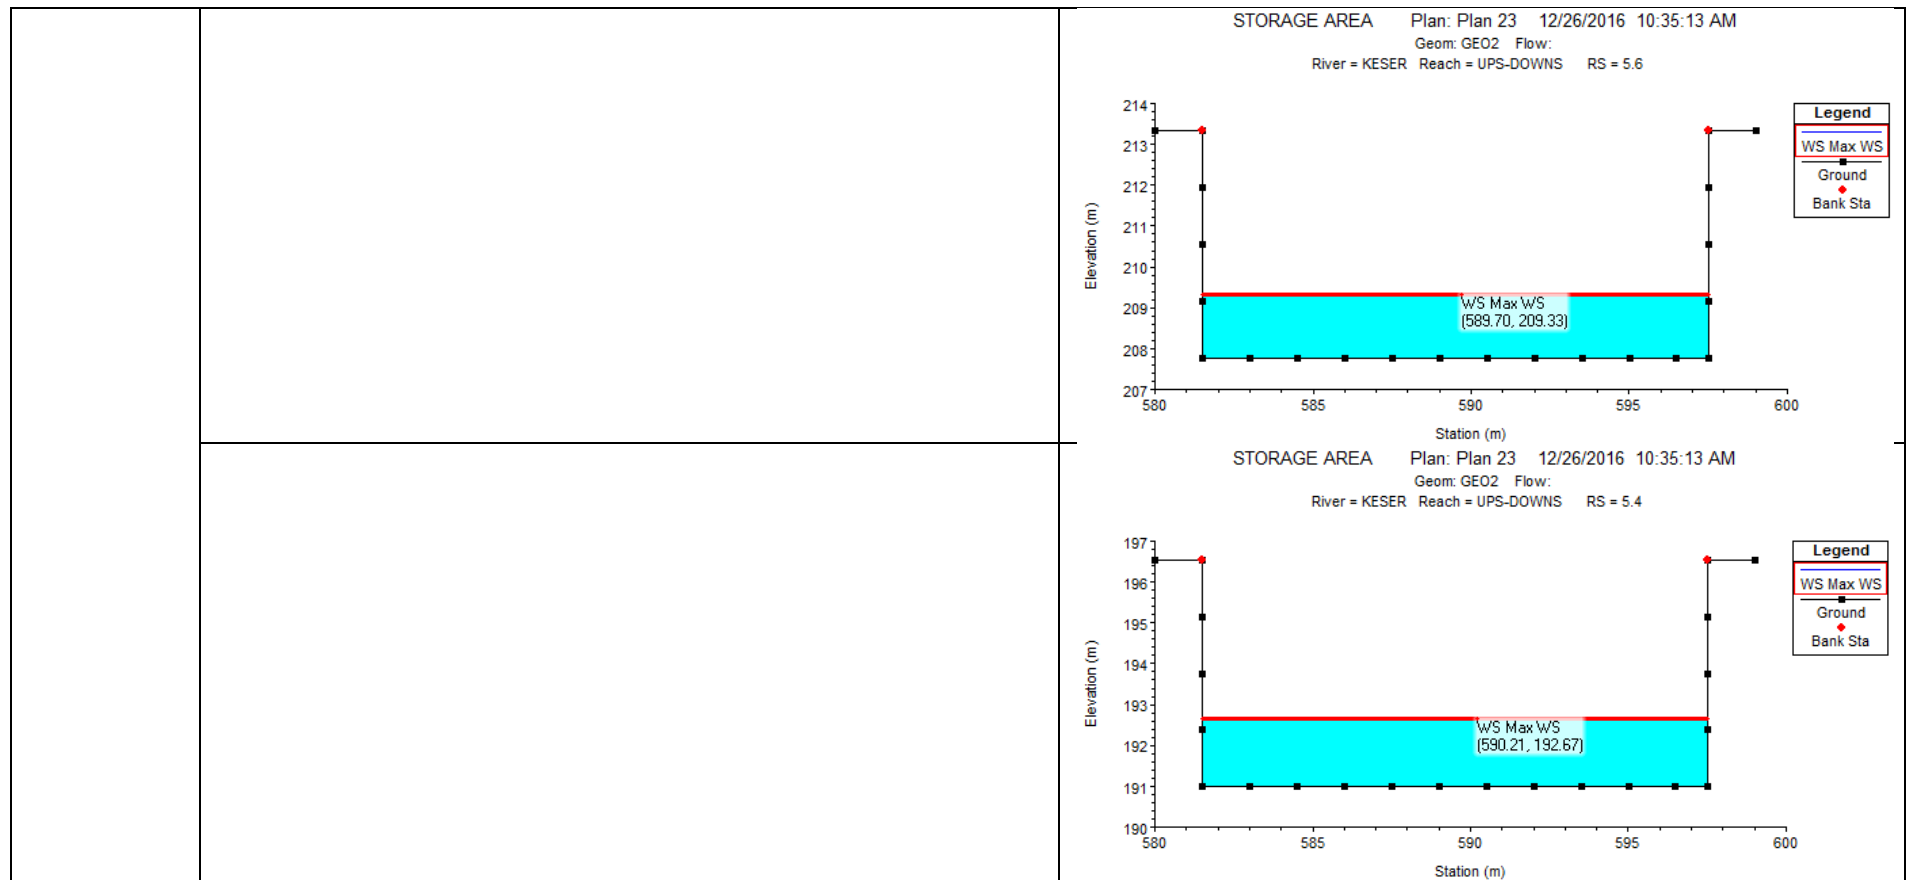 STORAGE AREA Plan: Plan 23 12/26/2016 10:35:13 AM
Geom: GEO2 Flow:
River = KESER Reach = UPS-DOWNS RS = 5.6
214
213
212
211
210
209
208
207
Elevation (m)
580
585
590
595
600
Station (m)
WS Max WS
(589.70, 209.33)
Legend
WS Max WS
Ground
Bank Sta
STORAGE AREA Plan: Plan 23 12/26/2016 10:35:13 AM
Geom: GEO2 Flow:
River = KESER Reach = UPS-DOWNS RS = 5.4
197
196
195
194
193
192
191
190
Elevation (m)
580
585
590
595
600
Station (m)
WS Max WS
(590.21, 192.67)
Legend
WS Max WS
Ground
Bank Sta